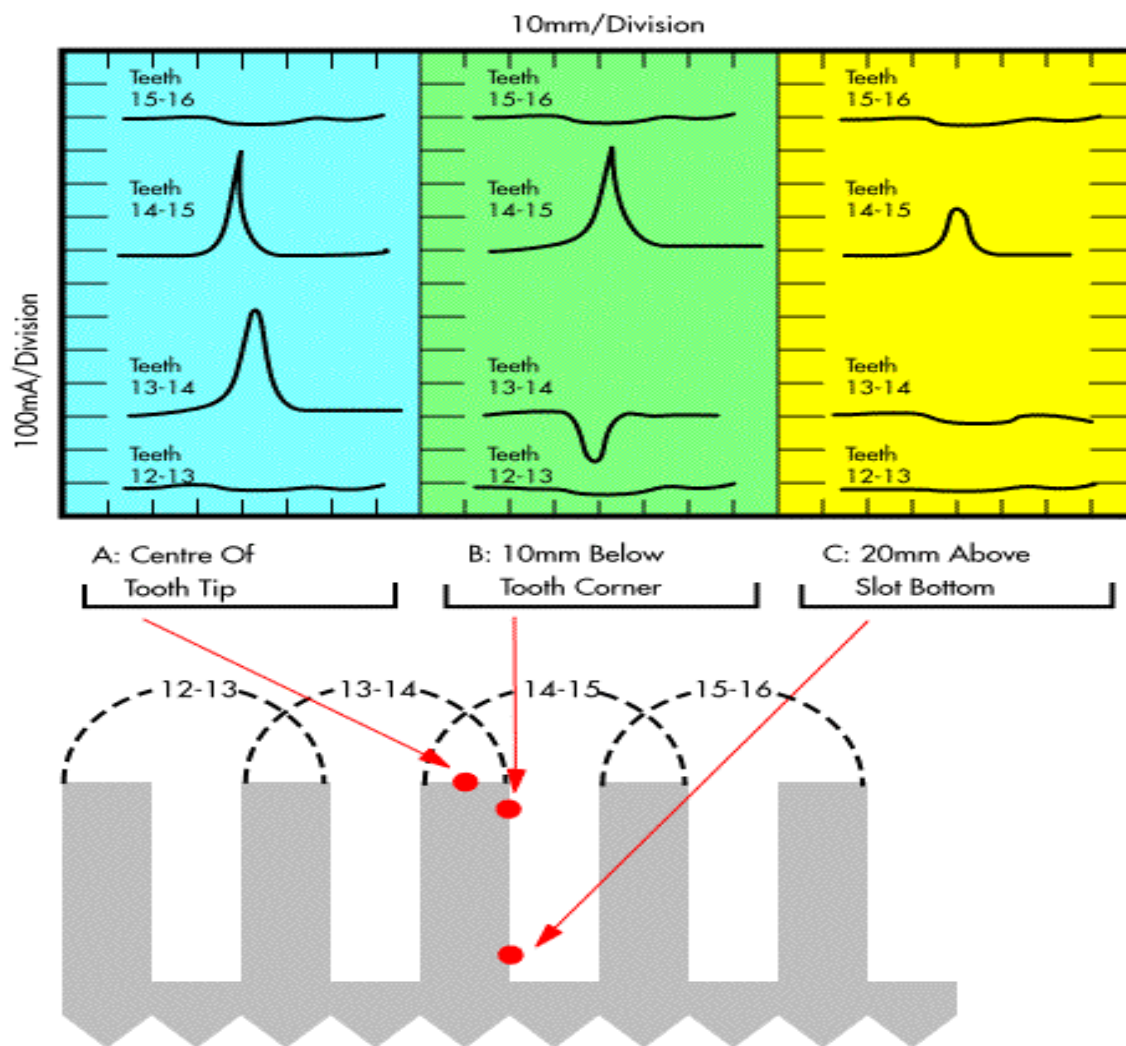 10mm/Division
100mA/Division
Teeth
15-16
Teeth
14-15
Teeth
13-14
Teeth
12-13
Teeth
15-16
Teeth
14-15
Teeth
13-14
Teeth
12-13
Teeth
15-16
Teeth
14-15
Teeth
13-14
Teeth
12-13
A: Centre Of
Tooth Tip
B: 10mm Below
Tooth Corner
C: 20mm Above
Slot Bottom
12-13
13-14
14-15
15-16